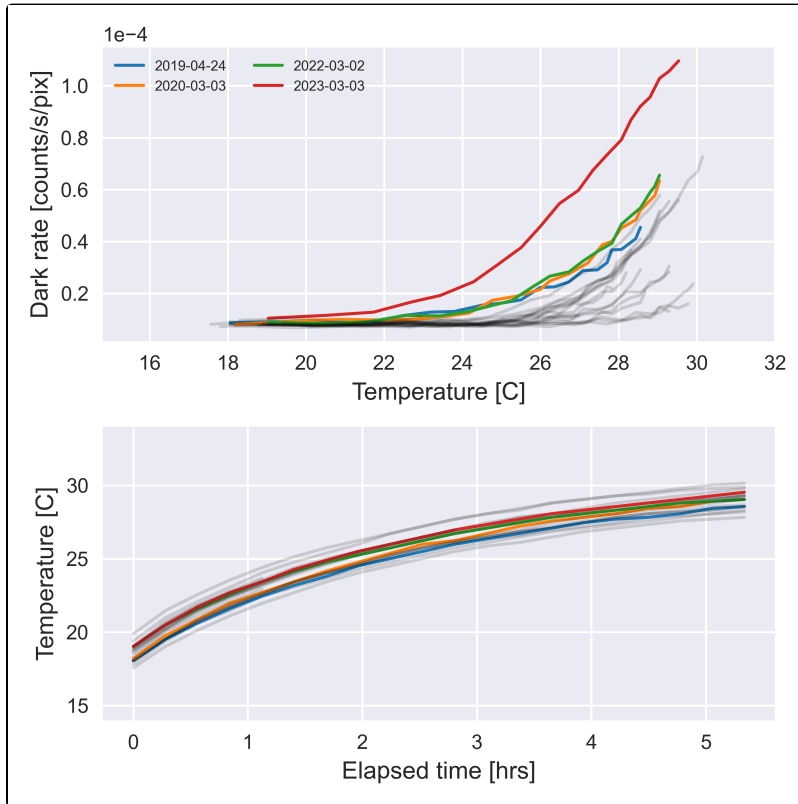 1e−4
2019-04-24 2022-03-02
2020-03-03 2023-03-03
1.0
0.8
0.6
0.4
0.2
Dark rate [counts/s/pix]
16 18 20 22 24 26 28 30 32
Temperature [C]
30
25
20
15
Temperature [C]
0 1 2 3 4 5
Elapsed time [hrs]